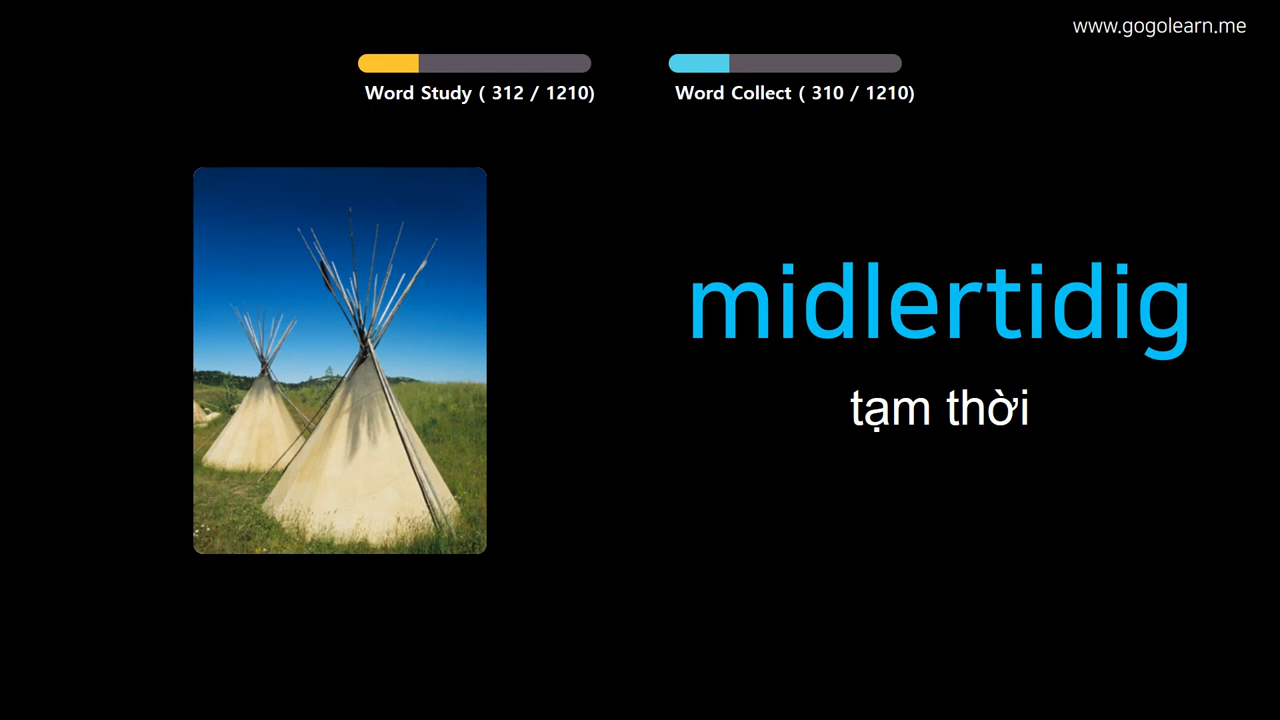 www.gogolearn.me
Word Study ( 312 / 1210)
Word Collect ( 310 / 1210)
midlertidig
tạm thời